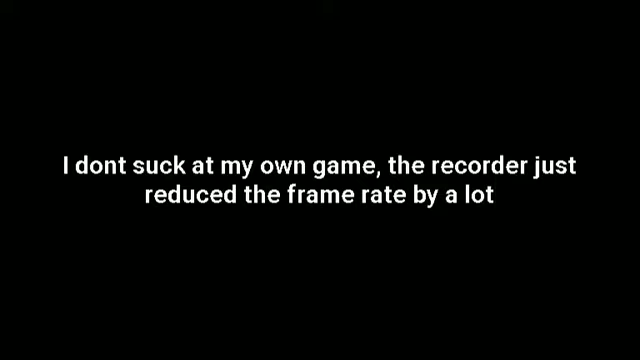 I dont suck at my own game, the recorder just
reduced the frame rate by a lot